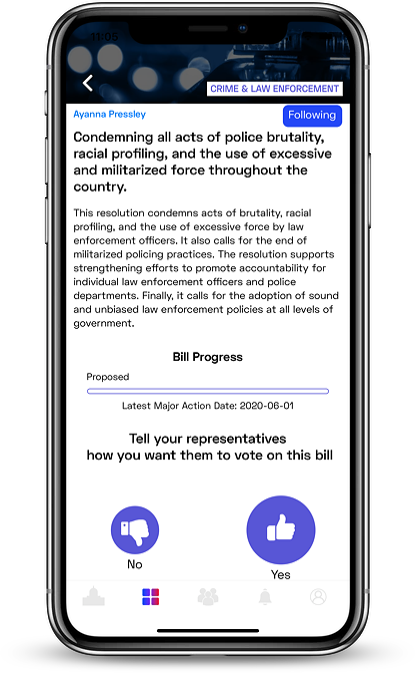 11:05
CRIME & LAW ENFORCEMENT
Ayanna Pressley
Following
Condemning all acts of police brutality,
racial profiling, and the use of excessive
and militarized force throughout the
country.
This resolution condemns acts of brutality, racial
profiling, and the use of excessive force by law
enforcement officers. It also calls for the end of
militarized policing practices. The resolution supports
strengthening efforts to promote accountability for
individual law enforcement officers and police
departments. Finally, it calls for the adoption of sound
and unbiased law enforcement policies at all levels of
government.
Bill Progress
Proposed
Latest Major Action Date: 2020-06-01
Tell your representatives
how you want them to vote on this bill
No
Yes